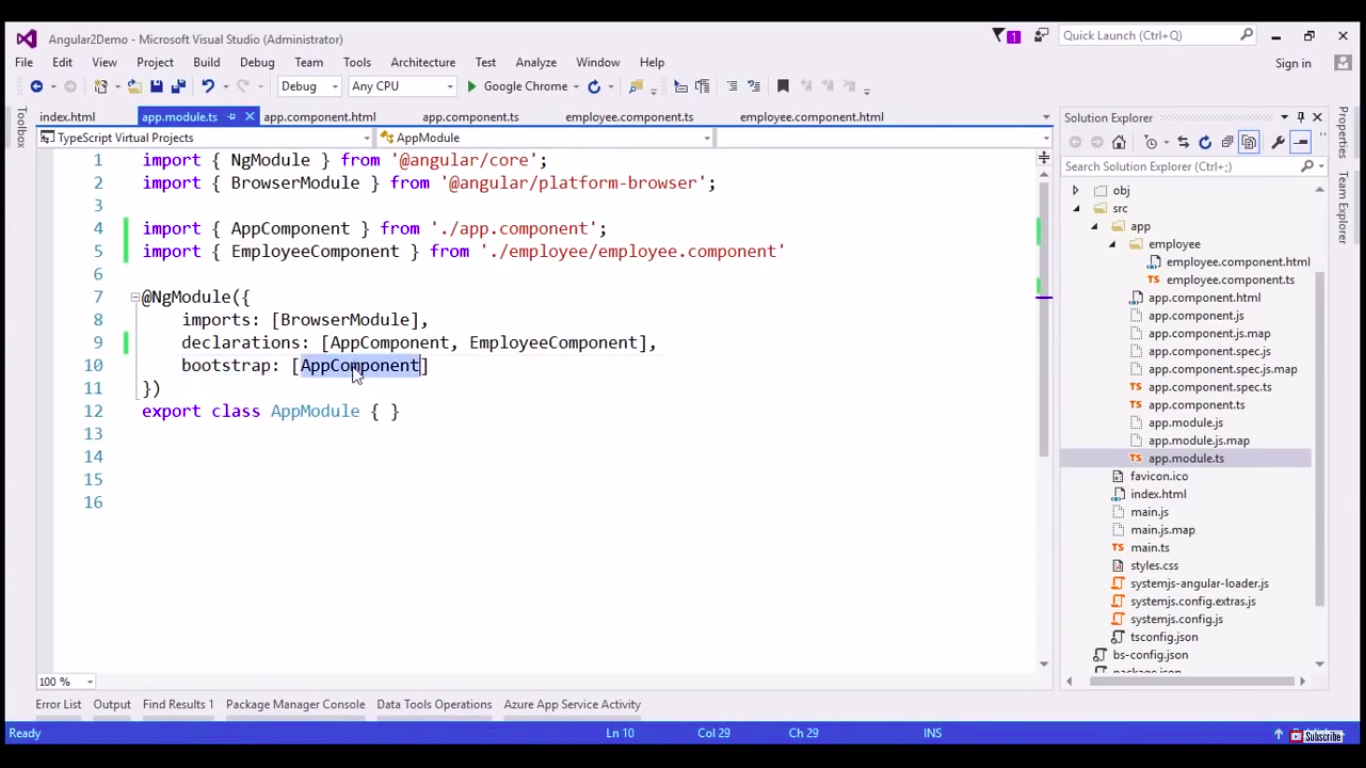 Angular2Demo - Microsoft Visual Studio (Administrator)
1
Quick Launch (Ctrl+Q)
File Edit View Project Build Debug Team Tools Architecture Test Analyze Window Help
Sign in
Debug Any CPU Google Chrome
index.html app.module.ts app.component.html app.component.ts employee.component.ts employee.component.html
TypeScript Virtual Projects AppModule
Toolbox
1 import { NgModule } from '@angular/core';
2 import { BrowserModule } from '@angular/platform-browser';
3
4 import { AppComponent } from './app.component';
5 import { EmployeeComponent } from './employee/employee.component'
6
7 @NgModule({
8 imports: [BrowserModule],
9 declarations: [AppComponent, EmployeeComponent],
10 bootstrap: [AppComponent]
11 })
12 export class AppModule { }
13
14
15
16
100 %
Solution Explorer
Search Solution Explorer (Ctrl+;)
obj
src
app
employee
employee.component.html
TS employee.component.ts
app.component.html
app.component.js
app.component.js.map
app.component.spec.js
app.component.spec.js.map
TS app.component.spec.ts
TS app.component.ts
app.module.js
app.module.js.map
TS app.module.ts
favicon.ico
index.html
main.js
main.js.map
TS main.ts
styles.css
systemjs-angular-loader.js
systemjs.config.extras.js
systemjs.config.js
tsconfig.json
bs-config.json
package.json
Properties
Team Explorer
Error List Output Find Results 1 Package Manager Console Data Tools Operations Azure App Service Activity
Ready Ln 10 Col 29 Ch 29 INS
Subscribe